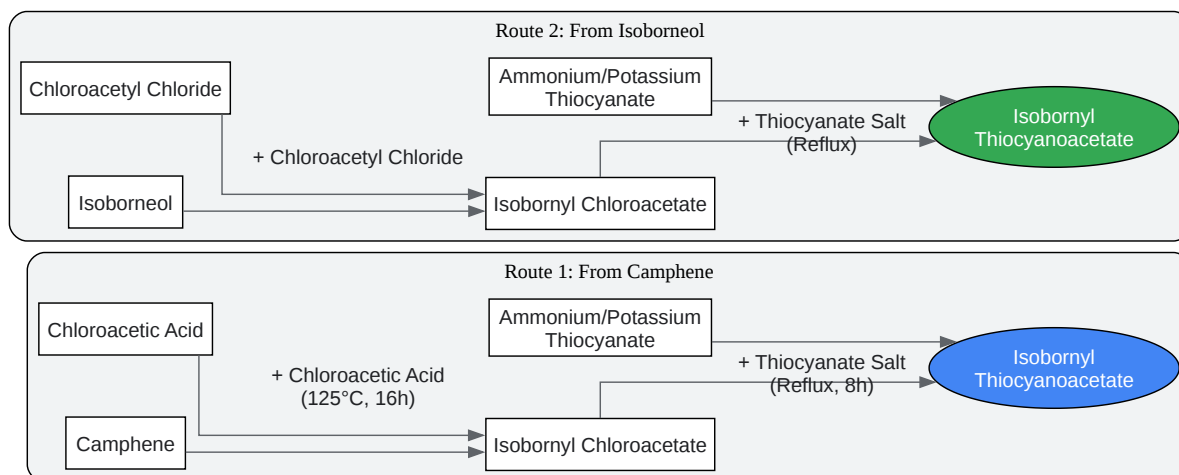 Route 2: From Isoborneol
Chloroacetyl Chloride
Ammonium/Potassium
Thiocyanate
+ Thiocyanate Salt
(Reflux)
Isobornyl
Thiocyanoacetate
+ Chloroacetyl Chloride
Isoborneol
Isobornyl Chloroacetate
Route 1: From Camphene
Chloroacetic Acid
Ammonium/Potassium
Thiocyanate
+ Thiocyanate Salt
(Reflux, 8h)
Isobornyl
Thiocyanoacetate
+ Chloroacetic Acid
(125°C, 16h)
Camphene
Isobornyl Chloroacetate